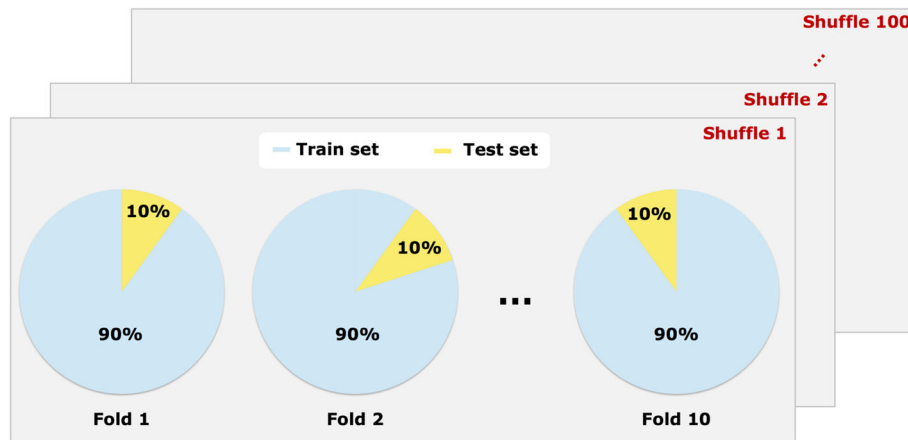 Shuffle 100
...
Shuffle 2
Shuffle 1
Train set
Test set
10%
10%
10%
...
90%
90%
90%
Fold 1
Fold 2
Fold 10